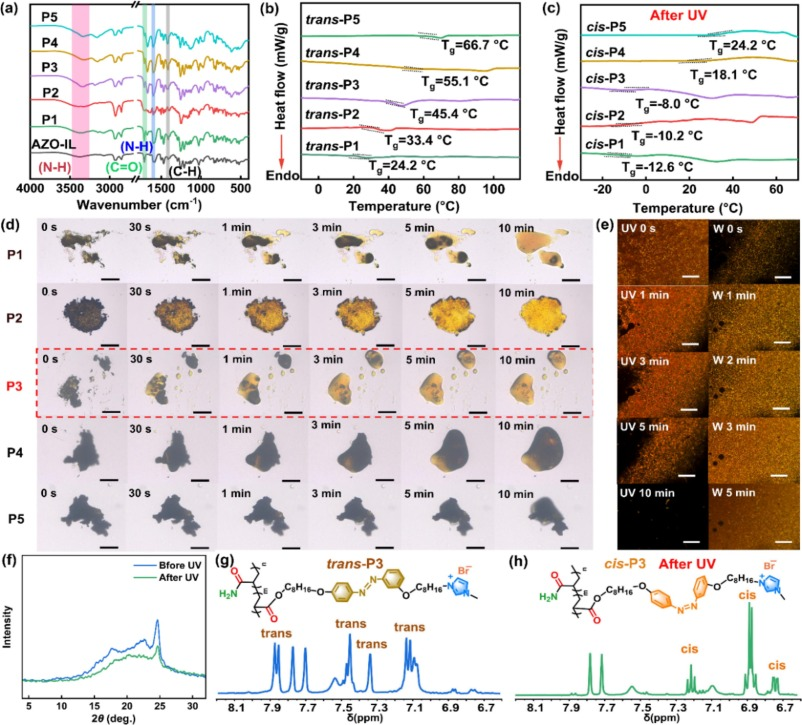 (a)
P5
P4
P3
P2
P1
AZO-IL
(N-H)
(N-H)
(C=O)
(C-H)
4000 3500 3000 1500 1000 500
Wavenumber (cm⁻¹)
(b)
Heat flow (mW/g)
Endo
trans-P5
Tg=66.7 °C
trans-P4
Tg=55.1 °C
trans-P3
Tg=45.4 °C
trans-P2
Tg=33.4 °C
trans-P1
Tg=24.2 °C
0 20 40 60 80 100
Temperature (°C)
(c)
After UV
Heat flow (mW/g)
Endo
cis-P5
Tg=24.2 °C
cis-P4
Tg=18.1 °C
cis-P3
Tg=-8.0 °C
cis-P2
Tg=-10.2 °C
cis-P1
Tg=-12.6 °C
-20 0 20 40 60
Temperature (°C)
(d)
P1
0 s 30 s 1 min 3 min 5 min 10 min
P2
0 s 30 s 1 min 3 min 5 min 10 min
P3
0 s 30 s 1 min 3 min 5 min 10 min
P4
0 s 30 s 1 min 3 min 5 min 10 min
P5
0 s 30 s 1 min 3 min 5 min 10 min
(e)
UV 0 s W 0 s
UV 1 min W 1 min
UV 3 min W 2 min
UV 5 min W 3 min
UV 10 min W 5 min
(f)
Bfore UV
After UV
Intensity
5 10 15 20 25 30
2θ (deg.)
(g)
trans-P3
Br⁻
n
O
H₂N
m
O
O
C₈H₁₆-O
N=N
O-C₈H₁₆-N
N
trans
trans
trans
trans
8.1 7.9 7.7 7.5 7.3 7.1 6.9 6.7
δ(ppm)
(h)
cis-P3
After UV
Br⁻
n
O
H₂N
m
O
O
C₈H₁₆-O
N=N
O-C₈H₁₆-N
N
cis
cis
cis
8.1 7.9 7.7 7.5 7.3 7.1 6.9 6.6
δ(ppm)